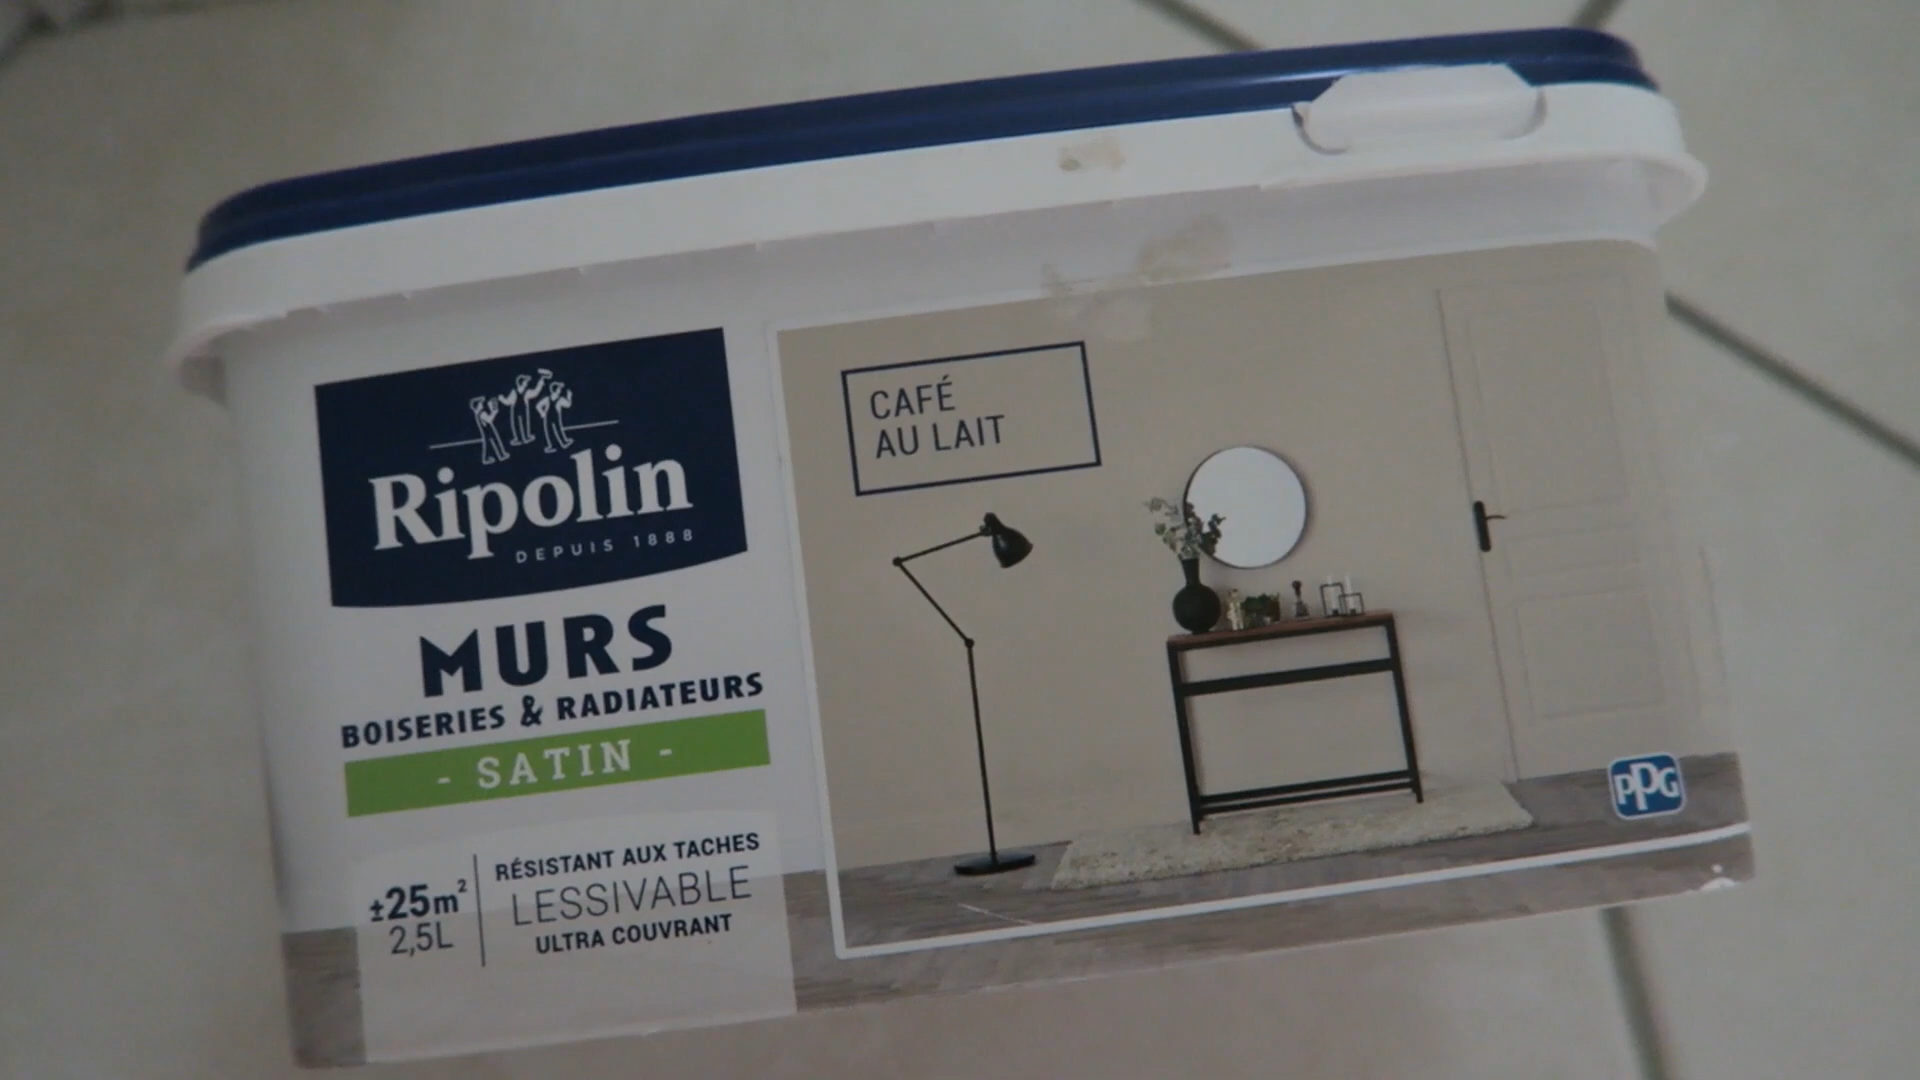 Ripolin
DEPUIS 1888
MURS
BOISERIES & RADIATEURS
- SATIN -
±25m²
2,5L
RÉSISTANT AUX TACHES
LESSIVABLE
ULTRA COUVRANT
CAFÉ
AU LAIT
PPG